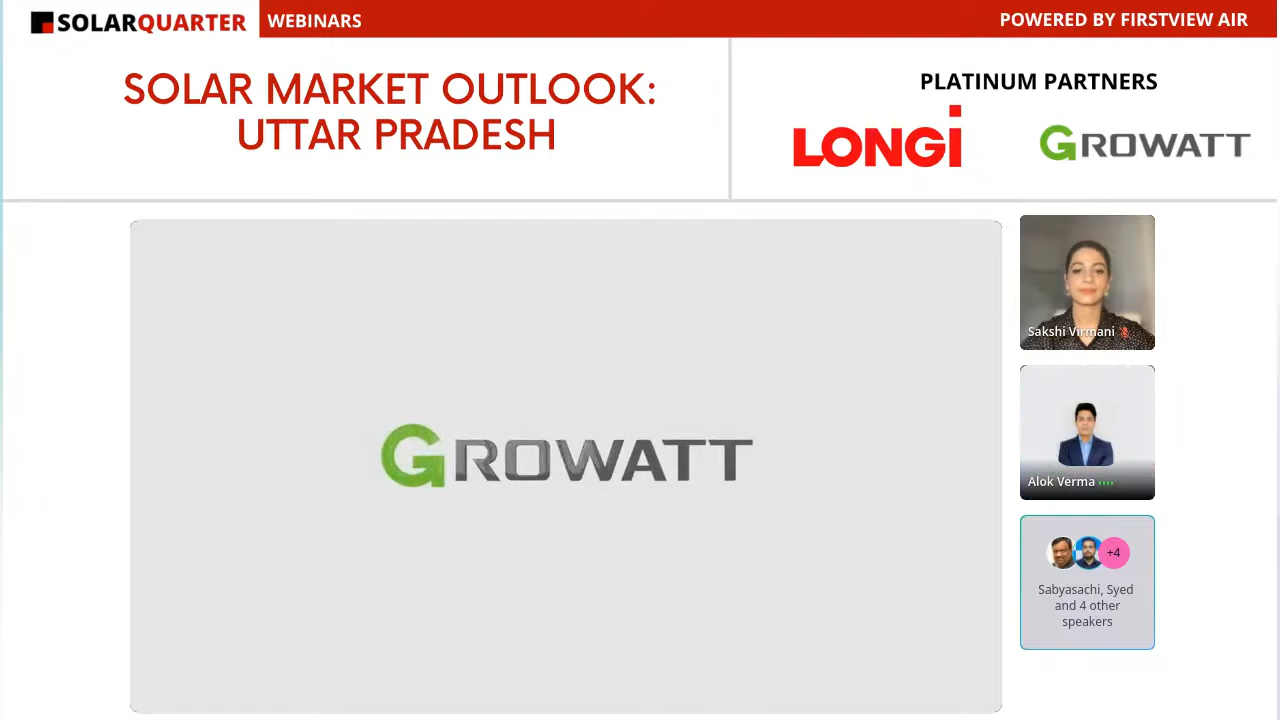 SOLARQUARTER WEBINARS
POWERED BY FIRSTVIEW AIR
SOLAR MARKET OUTLOOK:
UTTAR PRADESH
PLATINUM PARTNERS
LONGi
GROWATT
GROWATT
Sakshi Virmani
Alok Verma
+4
Sabyasachi, Syed
and 4 other
speakers